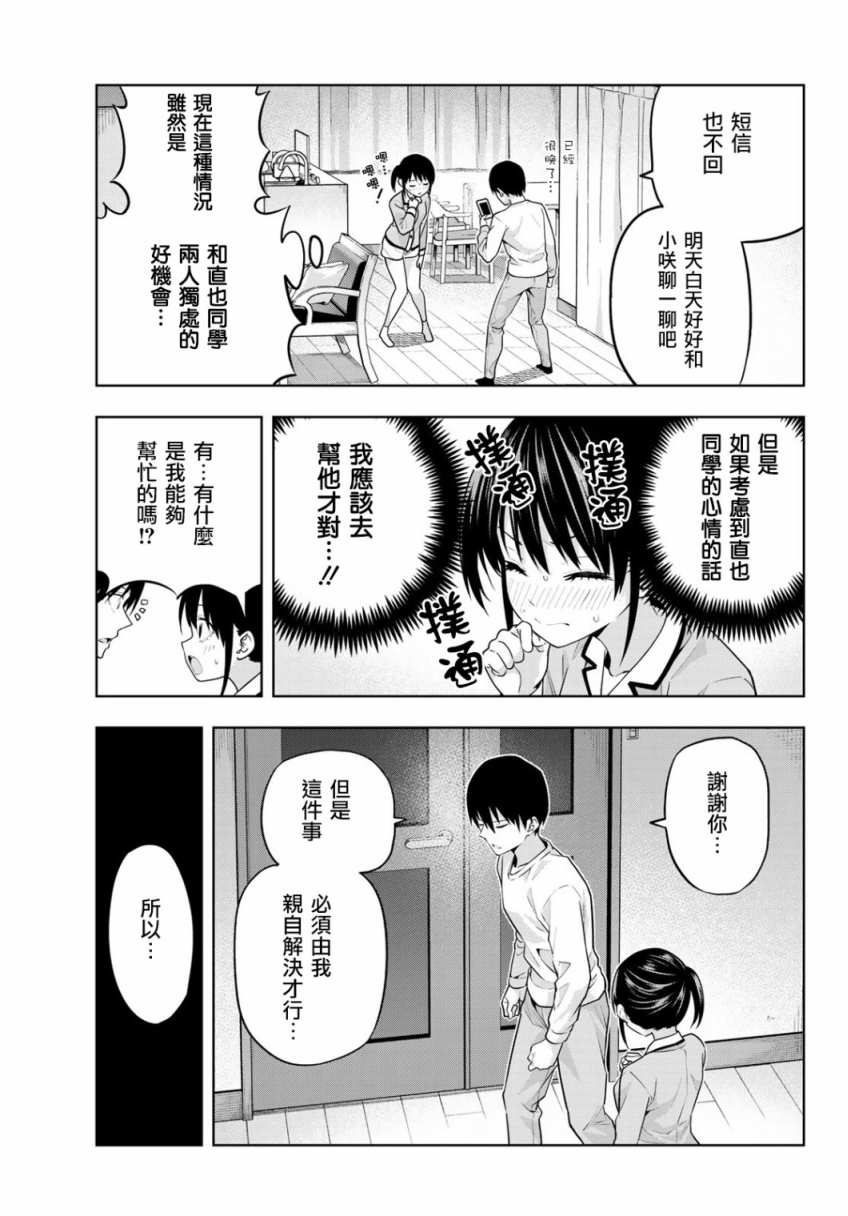 短信
也不回
明天白天好好和
小咲聊一聊吧
已經
很晚了…
嗯…
嗯嗯!
雖然是
現在這種情況
和直也同學
兩人獨處的
好機會…
但是
如果考慮到直也
同學的心情的話
撲通
撲通
撲通
我應該去
幫他才對…!!
有…有什麼
是我能夠
幫忙的嗎!?
謝謝你…
但是
這件事
必須由我
親自解決才行…
所以…